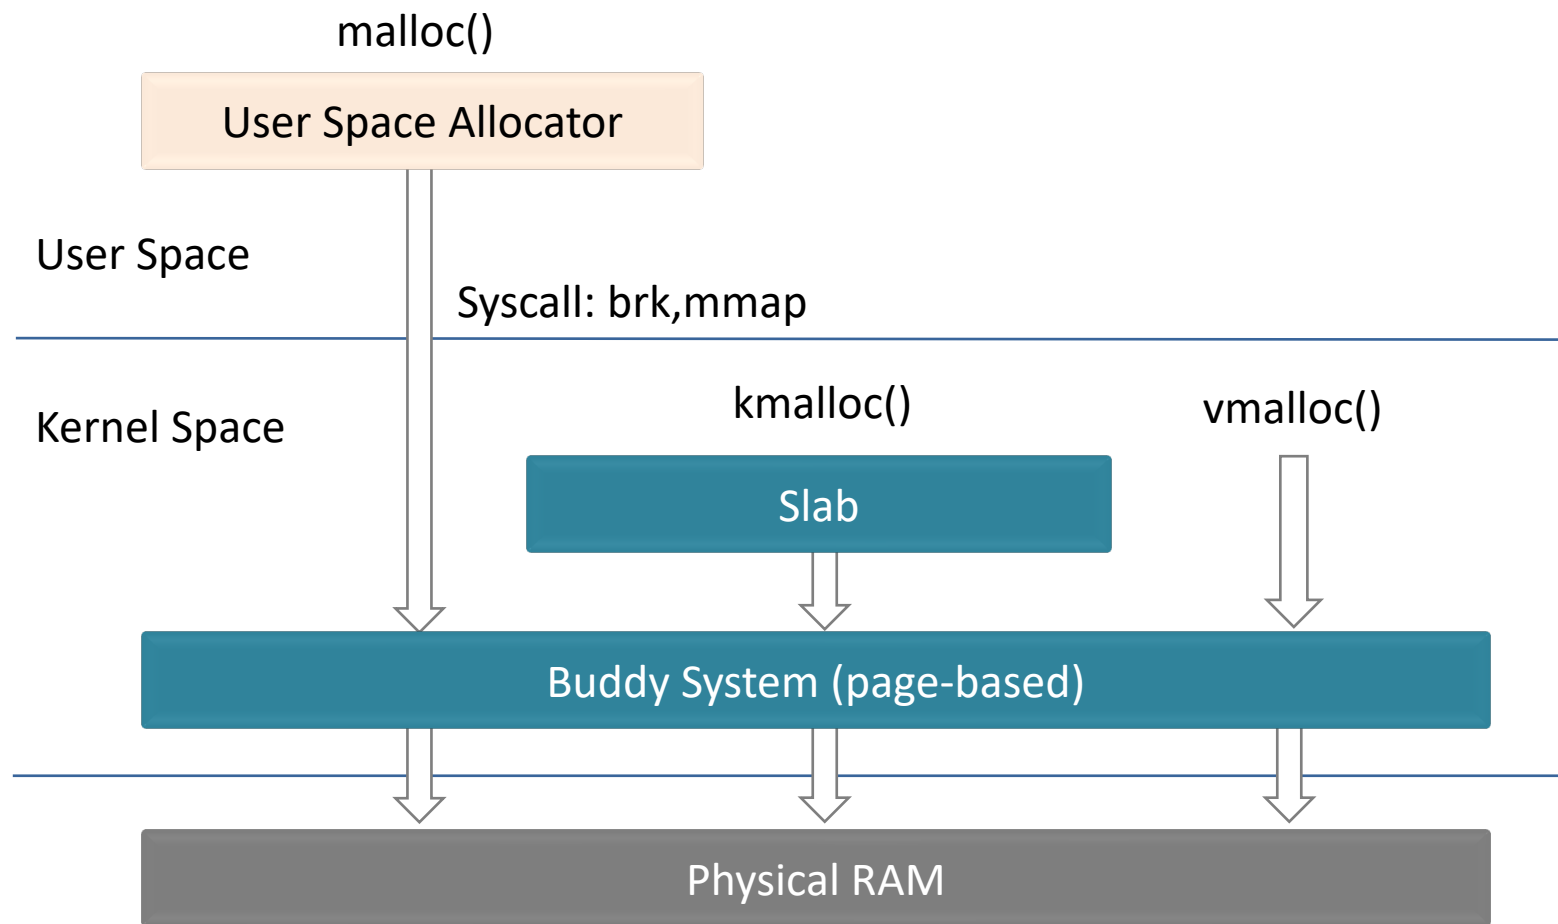 malloc()
User Space Allocator
User Space
Syscall: brk,mmap
Kernel Space
kmalloc()
vmalloc()
Slab
Buddy System (page-based)
Physical RAM